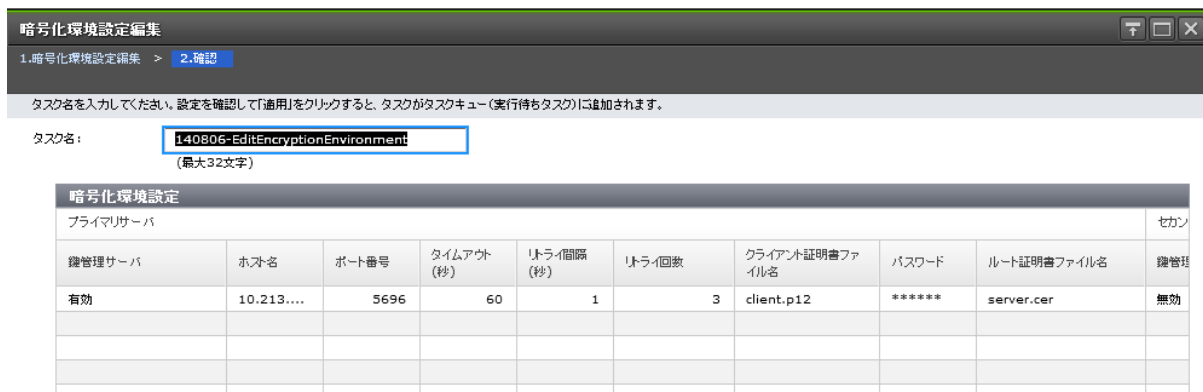 暗号化環境設定編集
1.暗号化環境設定編集 > 2.確認
タスク名を入力してください。設定を確認して「適用」をクリックすると、タスクがタスクキュー(実行待ちタスク)に追加されます。
タスク名: 140806-EditEncryptionEnvironment
(最大32文字)
暗号化環境設定
プライマリサーバ セカン
鍵管理サーバ ホスト名 ポート番号 タイムアウト(秒) リトライ間隔(秒) リトライ回数 クライアント証明書ファイル名 パスワード ルート証明書ファイル名 鍵管理
有効 10.213.... 5696 60 1 3 client.p12 ****** server.cer 無効